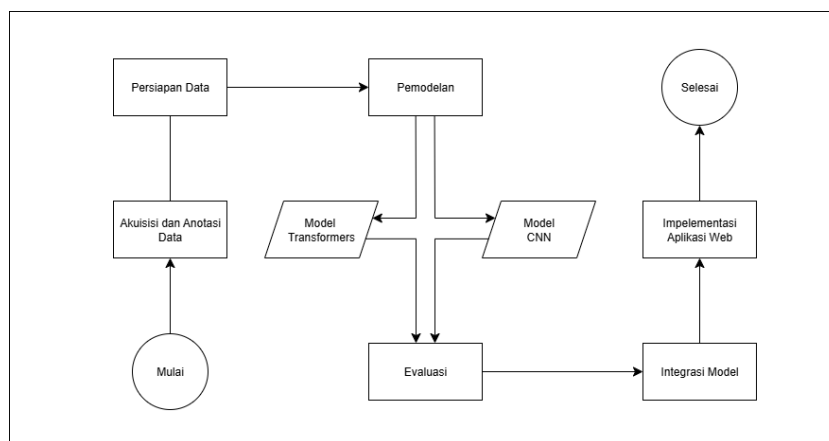 Persiapan Data
Pemodelan
Selesai
Akuisisi dan Anotasi
Data
Model
Transformers
Model
CNN
Impelementasi
Aplikasi Web
Mulai
Evaluasi
Integrasi Model